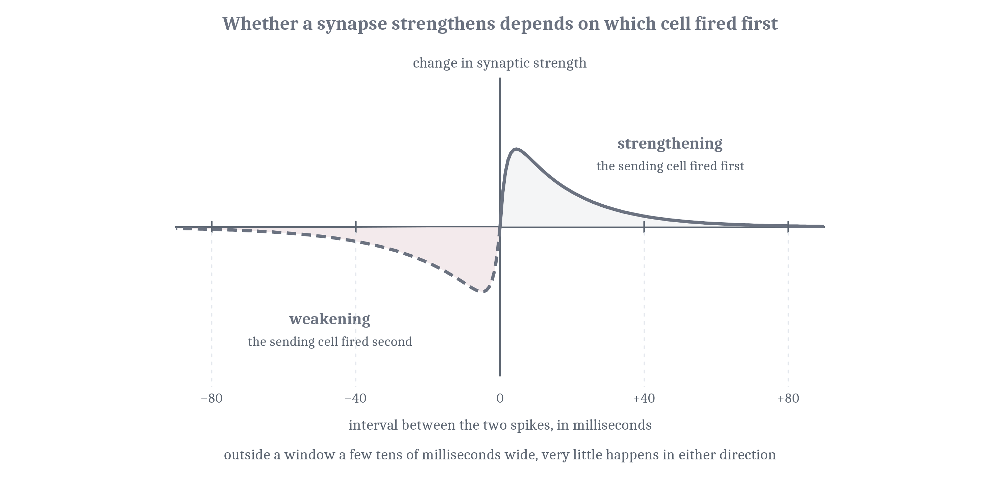 Whether a synapse strengthens depends on which cell fired first
change in synaptic strength
strengthening
the sending cell fired first
weakening
the sending cell fired second
−80 −40 0 +40 +80
interval between the two spikes, in milliseconds
outside a window a few tens of milliseconds wide, very little happens in either direction